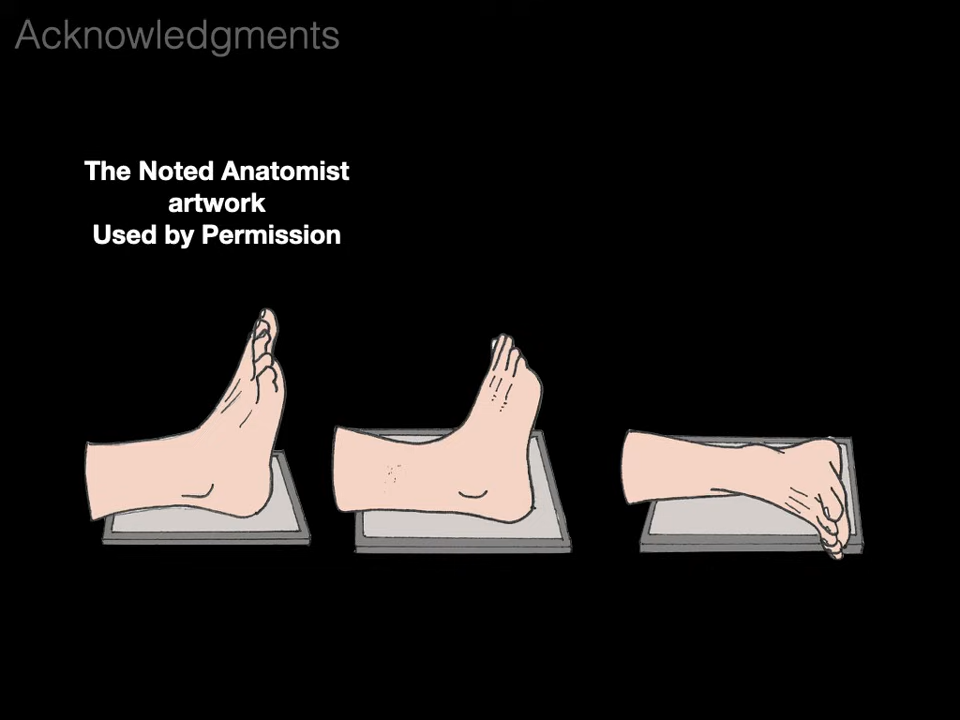 Acknowledgments
The Noted Anatomist
artwork
Used by Permission